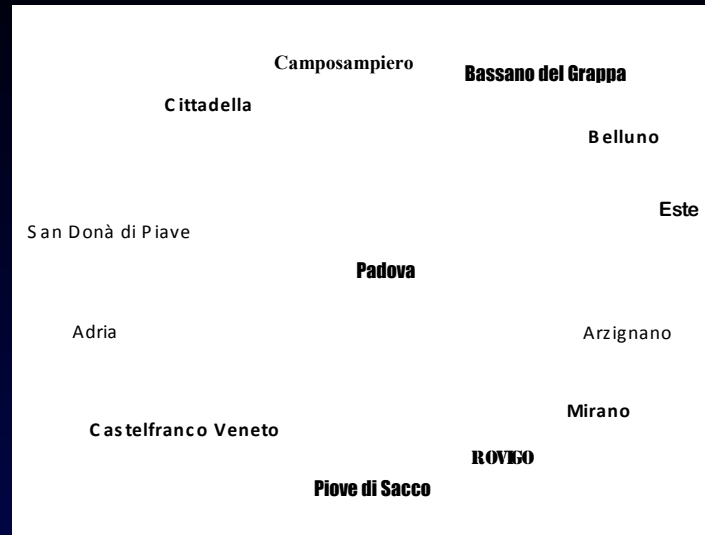 Camposampiero
Bassano del Grappa
Cittadella
Belluno
Este
San Donà di Piave
Padova
Adria
Arzignano
Mirano
Castelfranco Veneto
ROVIGO
Piove di Sacco